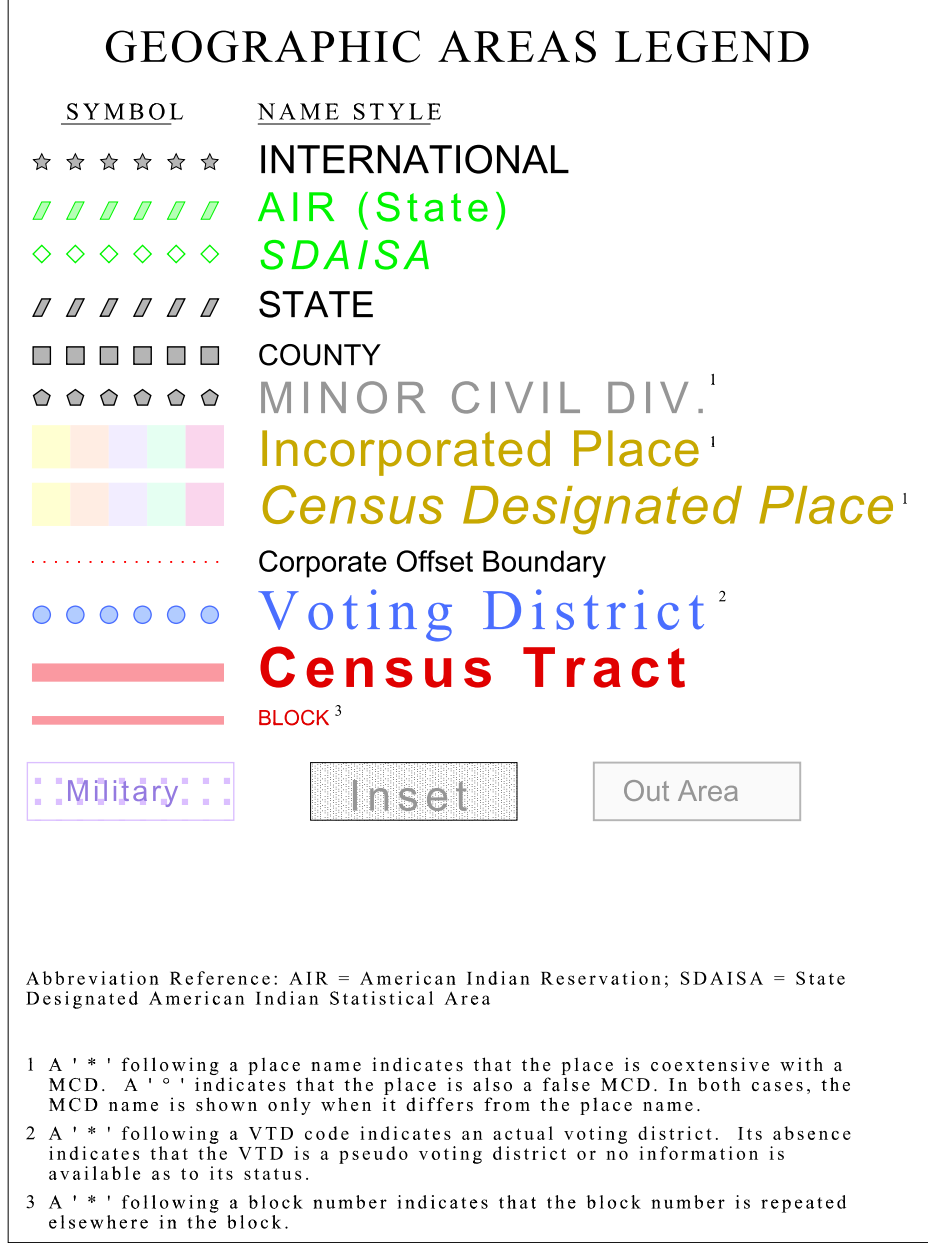 GEOGRAPHIC AREAS LEGEND
SYMBOL NAME STYLE
INTERNATIONAL
AIR (State)
SDAISA
STATE
COUNTY
MINOR CIVIL DIV. 1
Incorporated Place 1
Census Designated Place 1
Corporate Offset Boundary
Voting District 2
Census Tract
BLOCK 3
Military Inset Out Area
Abbreviation Reference: AIR = American Indian Reservation; SDAISA = State
Designated American Indian Statistical Area
1 A ' * ' following a place name indicates that the place is coextensive with a
MCD. A ' ° ' indicates that the place is also a false MCD. In both cases, the
MCD name is shown only when it differs from the place name.
2 A ' * ' following a VTD code indicates an actual voting district. Its absence
indicates that the VTD is a pseudo voting district or no information is
available as to its status.
3 A ' * ' following a block number indicates that the block number is repeated
elsewhere in the block.